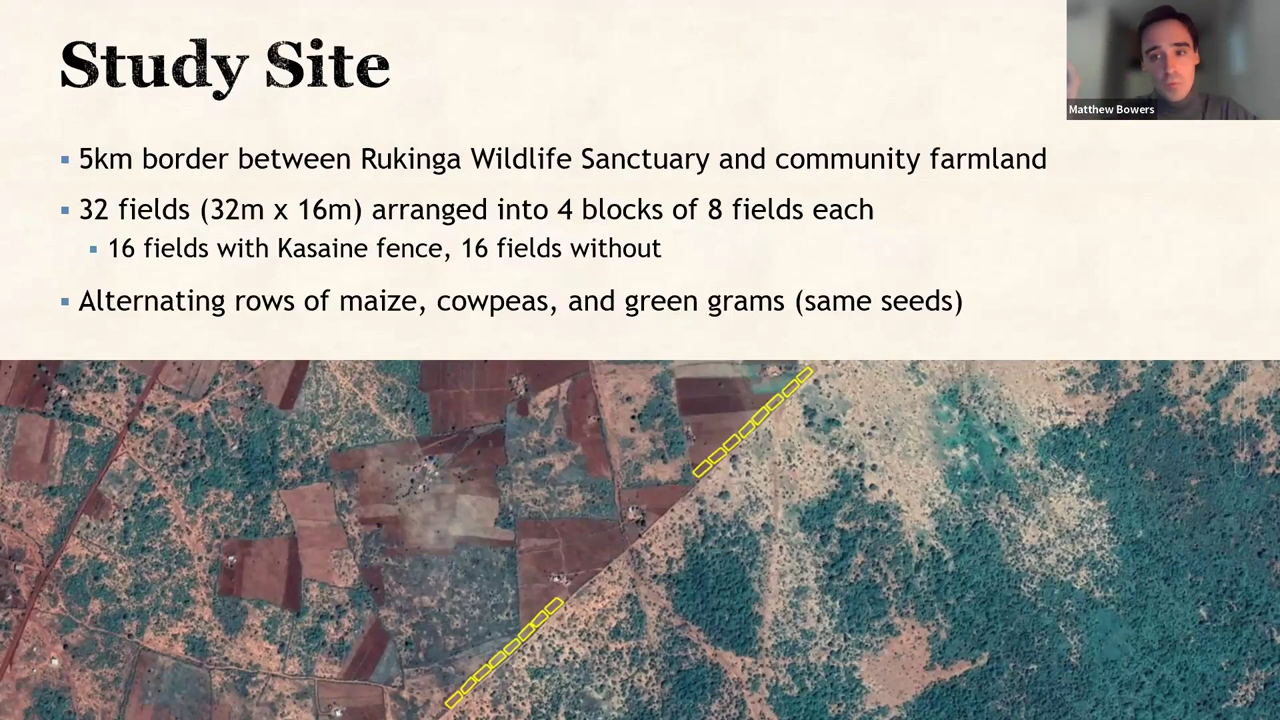 Study Site
Matthew Bowers
▪ 5km border between Rukinga Wildlife Sanctuary and community farmland
▪ 32 fields (32m x 16m) arranged into 4 blocks of 8 fields each
▪ 16 fields with Kasaine fence, 16 fields without
▪ Alternating rows of maize, cowpeas, and green grams (same seeds)